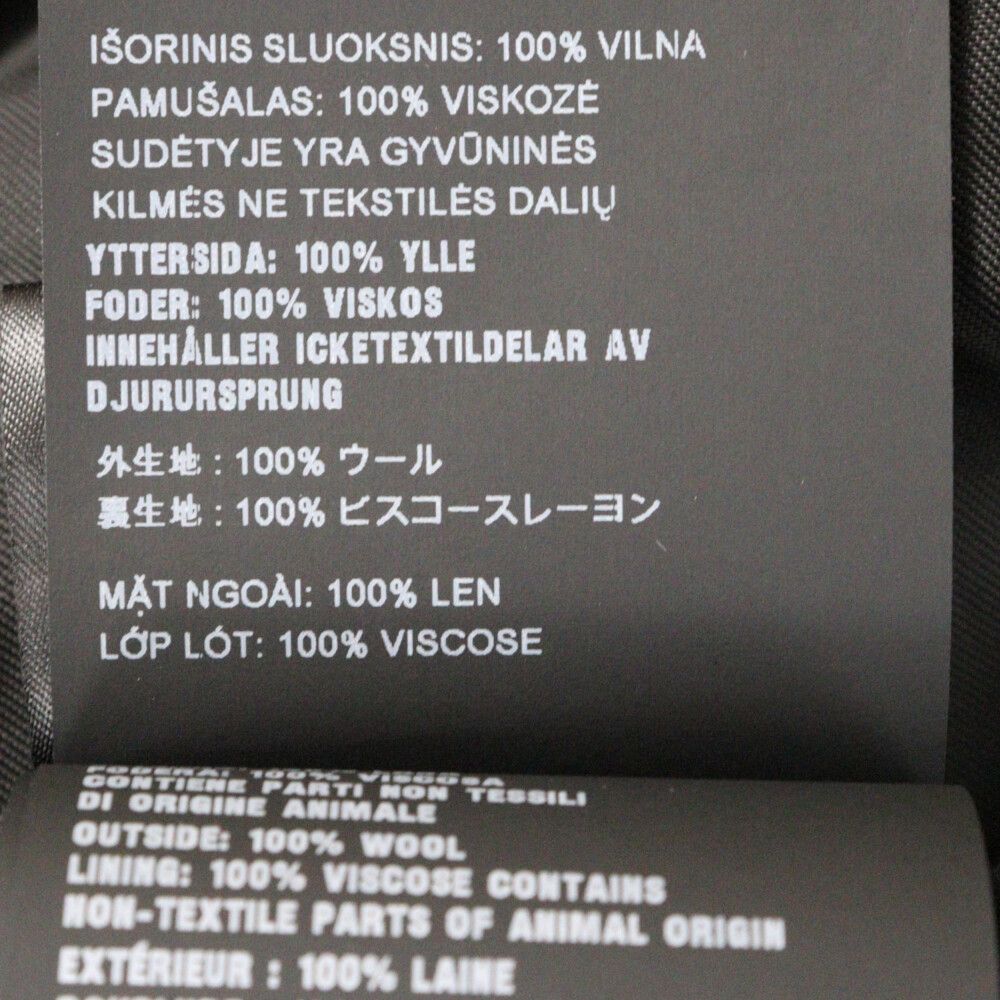 IŠORINIS SLUOKSNIS: 100% VILNA
PAMUŠALAS: 100% VISKOZĖ
SUDĖTYJE YRA GYVŪNINĖS
KILMĖS NE TEKSTILĖS DALIŲ
YTTERSIDA: 100% YLLE
FODER: 100% VISKOS
INNEHÅLLER ICKETEXTILDELAR AV
DJURURSPRUNG
外生地 : 100% ウール
裏生地 : 100% ビスコースレーヨン
MẶT NGOÀI: 100% LEN
LỚP LÓT: 100% VISCOSE
FODERA: 100% VISCOSA
CONTIENE PARTI NON TESSILI
DI ORIGINE ANIMALE
OUTSIDE: 100% WOOL
LINING: 100% VISCOSE CONTAINS
NON-TEXTILE PARTS OF ANIMAL ORIGIN
EXTÉRIEUR : 100% LAINE